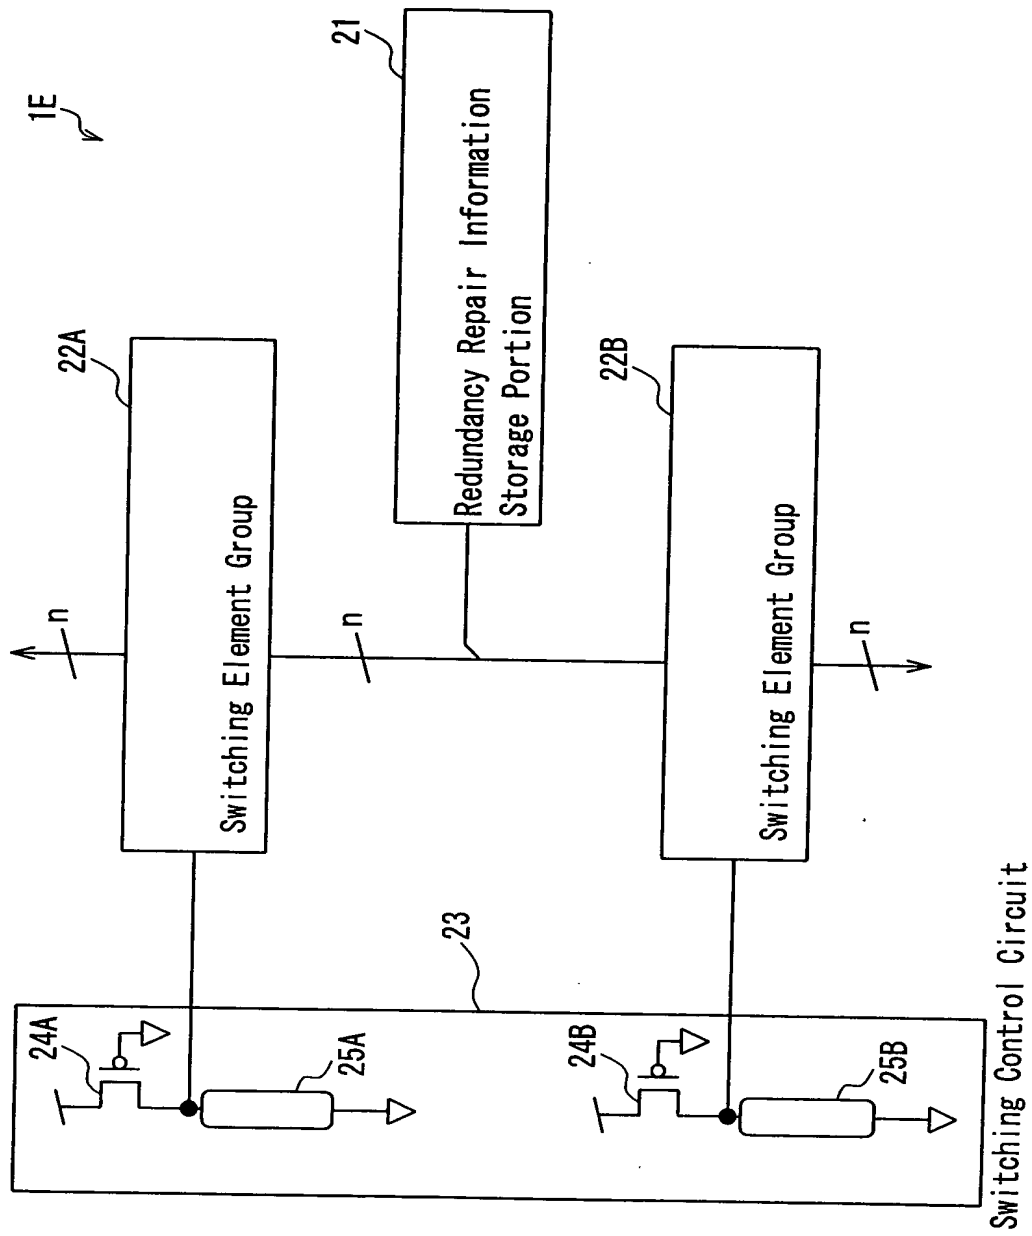 1E
21
Redundancy Repair Information
Storage Portion
22A
Switching Element Group
22B
Switching Element Group
n
n
n
23
24A
25A
24B
25B
Switching Control Circuit